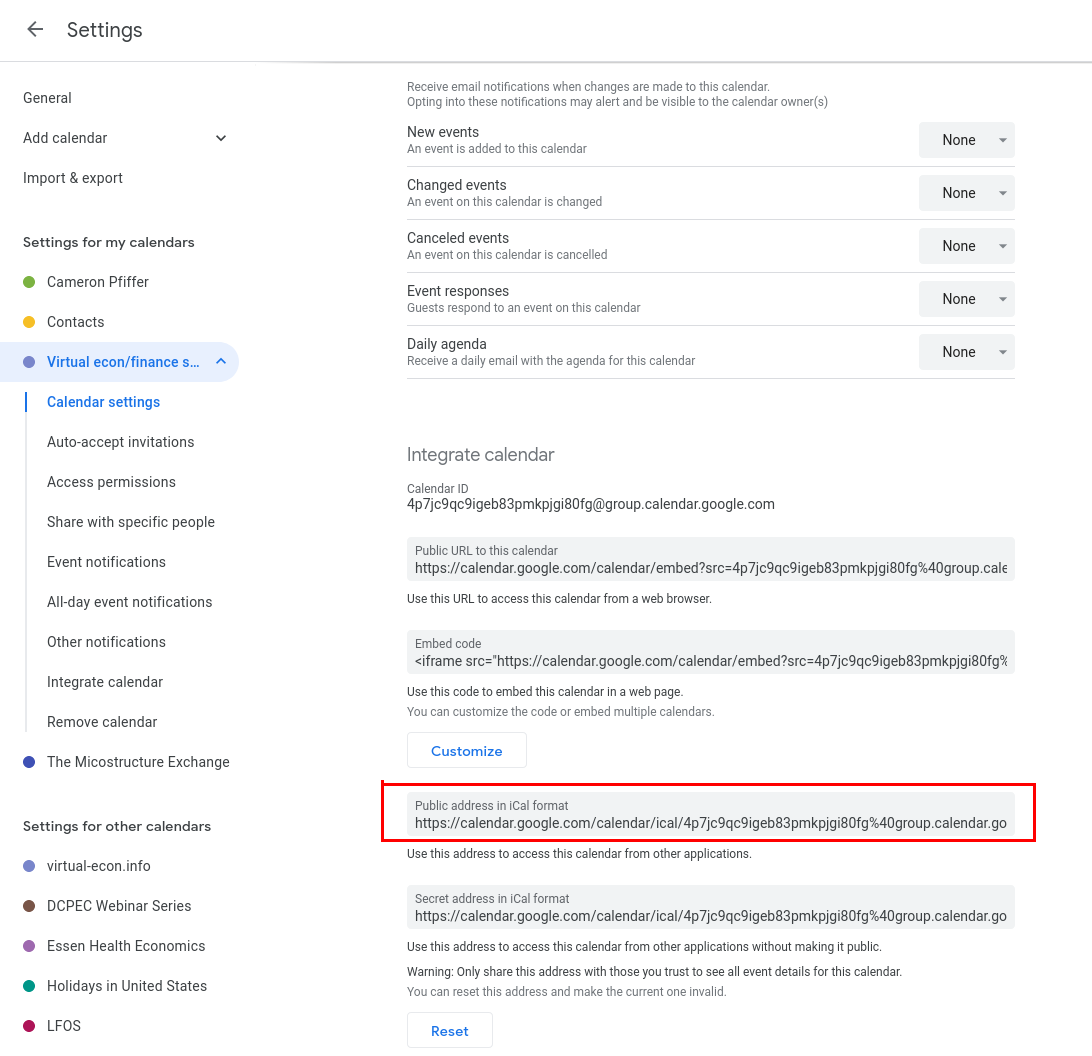 Settings
General
Add calendar
Import & export
Settings for my calendars
Cameron Pfiffer
Contacts
Virtual econ/finance s...
Calendar settings
Auto-accept invitations
Access permissions
Share with specific people
Event notifications
All-day event notifications
Other notifications
Integrate calendar
Remove calendar
The Micostructure Exchange
Settings for other calendars
virtual-econ.info
DCPEC Webinar Series
Essen Health Economics
Holidays in United States
LFOS
Receive email notifications when changes are made to this calendar.
Opting into these notifications may alert and be visible to the calendar owner(s)
New events
An event is added to this calendar
None
Changed events
An event on this calendar is changed
None
Canceled events
An event on this calendar is cancelled
None
Event responses
Guests respond to an event on this calendar
None
Daily agenda
Receive a daily email with the agenda for this calendar
None
Integrate calendar
Calendar ID
4p7jc9qc9igeb83pmkpjgi80fg@group.calendar.google.com
Public URL to this calendar
https://calendar.google.com/calendar/embed?src=4p7jc9qc9igeb83pmkpjgi80fg%40group.cale
Use this URL to access this calendar from a web browser.
Embed code
<iframe src="https://calendar.google.com/calendar/embed?src=4p7jc9qc9igeb83pmkpjgi80fg%
Use this code to embed this calendar in a web page.
You can customize the code or embed multiple calendars.
Customize
Public address in iCal format
https://calendar.google.com/calendar/ical/4p7jc9qc9igeb83pmkpjgi80fg%40group.calendar.go
Use this address to access this calendar from other applications.
Secret address in iCal format
https://calendar.google.com/calendar/ical/4p7jc9qc9igeb83pmkpjgi80fg%40group.calendar.go
Use this address to access this calendar from other applications without making it public.
Warning: Only share this address with those you trust to see all event details for this calendar.
You can reset this address and make the current one invalid.
Reset